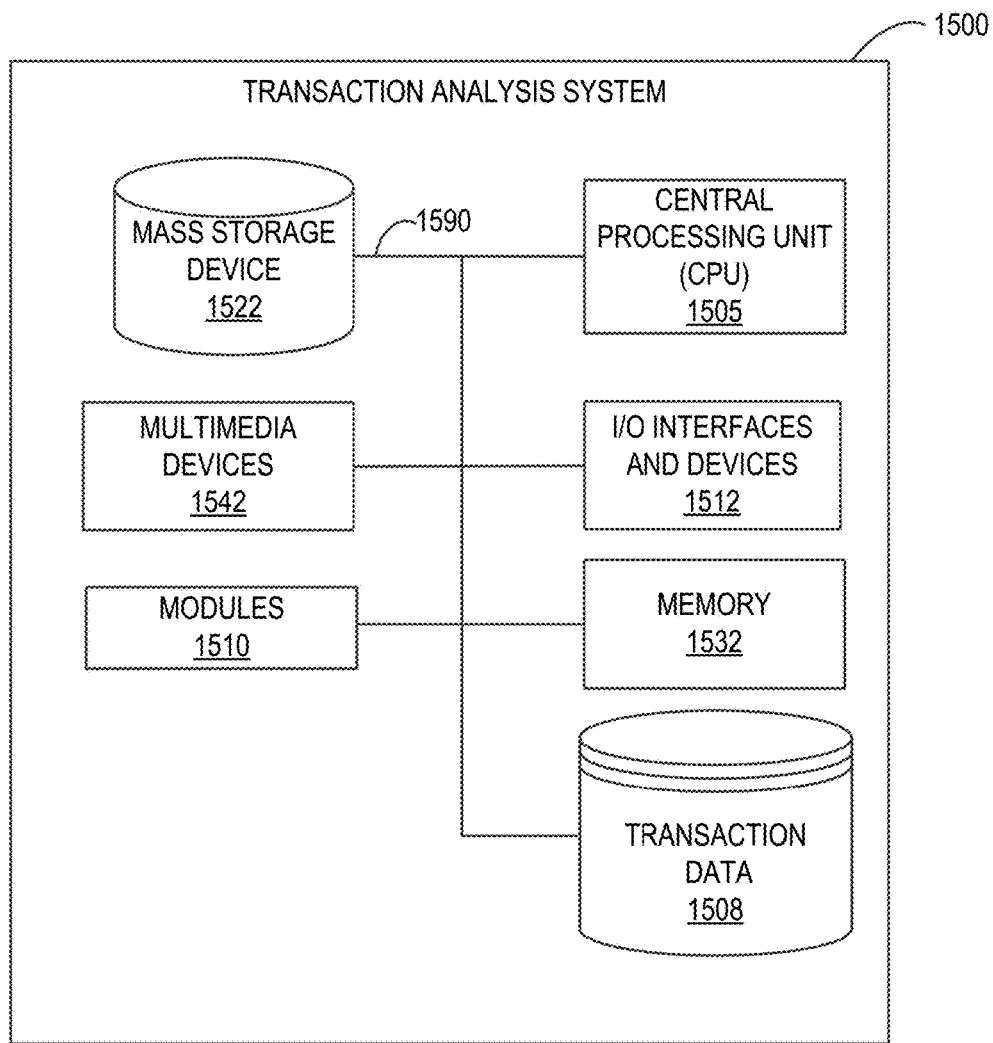 1500
TRANSACTION ANALYSIS SYSTEM
MASS STORAGE
DEVICE
1522
1590
CENTRAL
PROCESSING UNIT
(CPU)
1505
MULTIMEDIA
DEVICES
1542
I/O INTERFACES
AND DEVICES
1512
MODULES
1510
MEMORY
1532
TRANSACTION
DATA
1508